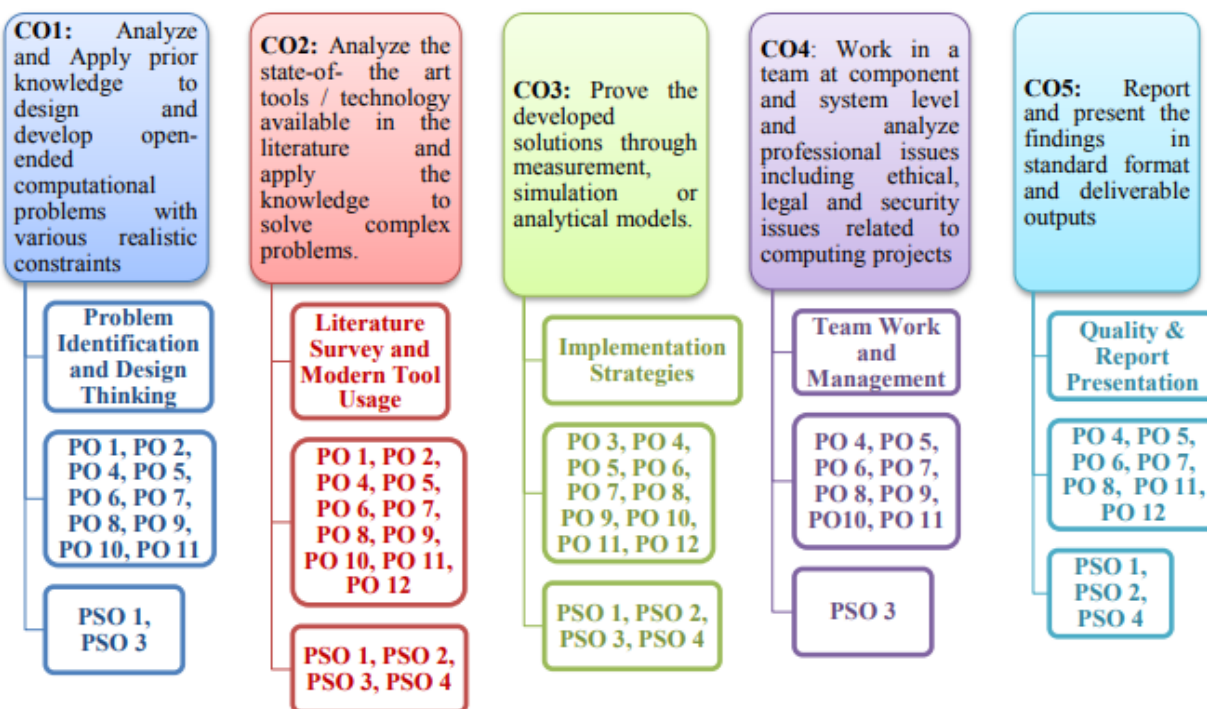 CO1: Analyze
and Apply prior
knowledge to
design and
develop open-
ended
computational
problems with
various realistic
constraints
Problem
Identification
and Design
Thinking
PO 1, PO 2,
PO 4, PO 5,
PO 6, PO 7,
PO 8, PO 9,
PO 10, PO 11
PSO 1,
PSO 3
CO2: Analyze the
state-of- the art
tools / technology
available in the
literature and
apply the
knowledge to
solve complex
problems.
Literature
Survey and
Modern Tool
Usage
PO 1, PO 2,
PO 4, PO 5,
PO 6, PO 7,
PO 8, PO 9,
PO 10, PO 11,
PO 12
PSO 1, PSO 2,
PSO 3, PSO 4
CO3: Prove the
developed
solutions through
measurement,
simulation or
analytical models.
Implementation
Strategies
PO 3, PO 4,
PO 5, PO 6,
PO 7, PO 8,
PO 9, PO 10,
PO 11, PO 12
PSO 1, PSO 2,
PSO 3, PSO 4
CO4: Work in a
team at component
and system level
and analyze
professional issues
including ethical,
legal and security
issues related to
computing projects
Team Work
and
Management
PO 4, PO 5,
PO 6, PO 7,
PO 8, PO 9,
PO10, PO 11
PSO 3
CO5: Report
and present the
findings in
standard format
and deliverable
outputs
Quality &
Report
Presentation
PO 4, PO 5,
PO 6, PO 7,
PO 8, PO 11,
PO 12
PSO 1,
PSO 2,
PSO 4